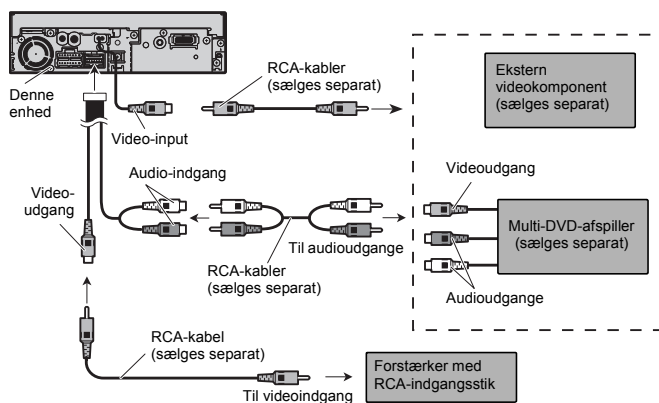 Denne
enhed
Video-input
RCA-kabler
(sælges separat)
Ekstern
videokomponent
(sælges separat)
Audio-indgang
Video-
udgang
RCA-kabler
(sælges separat)
Til audioudgange
Videoudgang
Multi-DVD-afspiller
(sælges separat)
Audioudgange
RCA-kabel
(sælges separat)
Til videoindgang
Forstærker med
RCA-indgangsstik